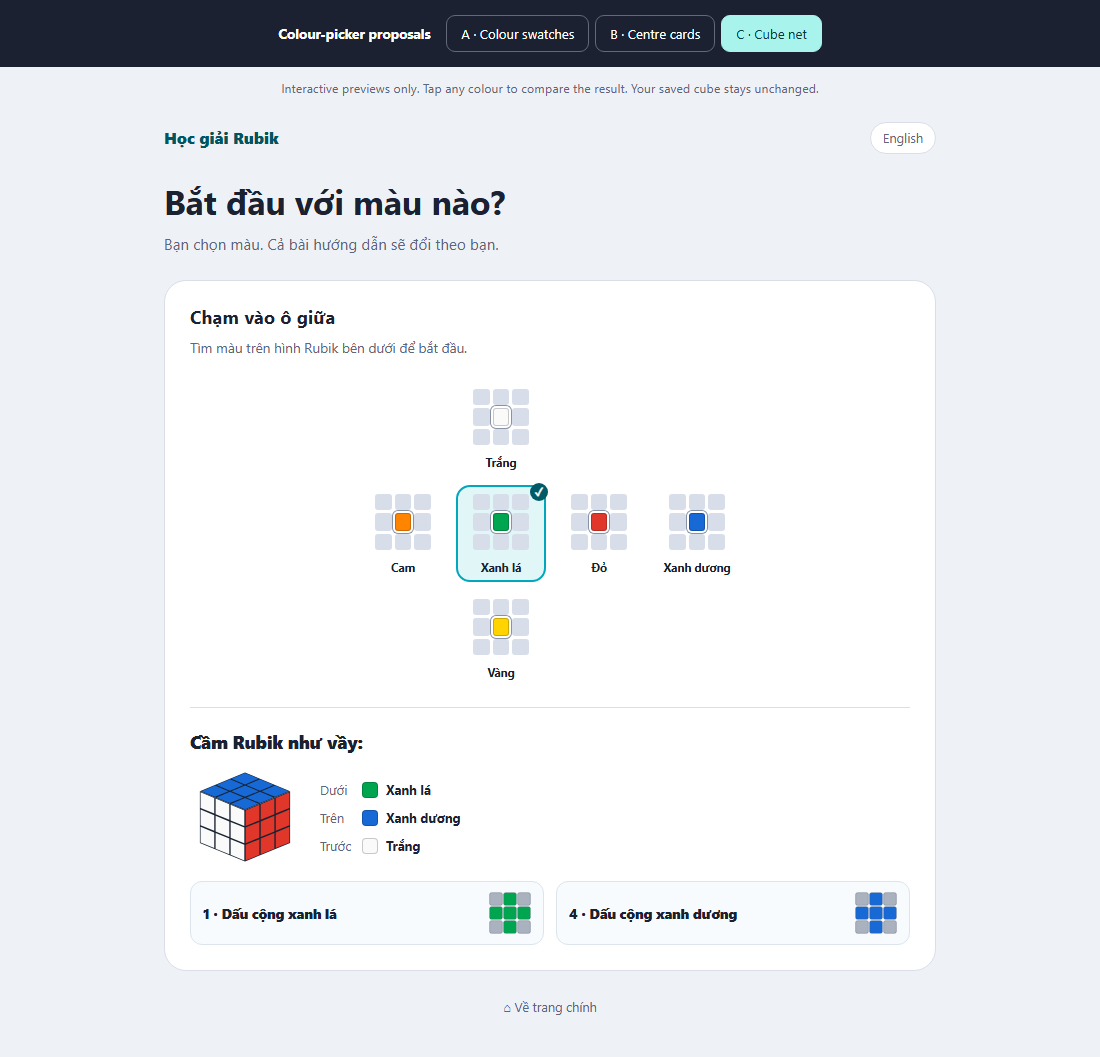 Colour-picker proposals
A · Colour swatches
B · Centre cards
C · Cube net
Interactive previews only. Tap any colour to compare the result. Your saved cube stays unchanged.
Học giải Rubik
English
Bắt đầu với màu nào?
Bạn chọn màu. Cả bài hướng dẫn sẽ đổi theo bạn.
Chạm vào ô giữa
Tìm màu trên hình Rubik bên dưới để bắt đầu.
Trắng
Cam
Xanh lá
Đỏ
Xanh dương
Vàng
Cầm Rubik như vầy:
Dưới Xanh lá
Trên Xanh dương
Trước Trắng
1 · Dấu cộng xanh lá
4 · Dấu cộng xanh dương
⌂ Về trang chính